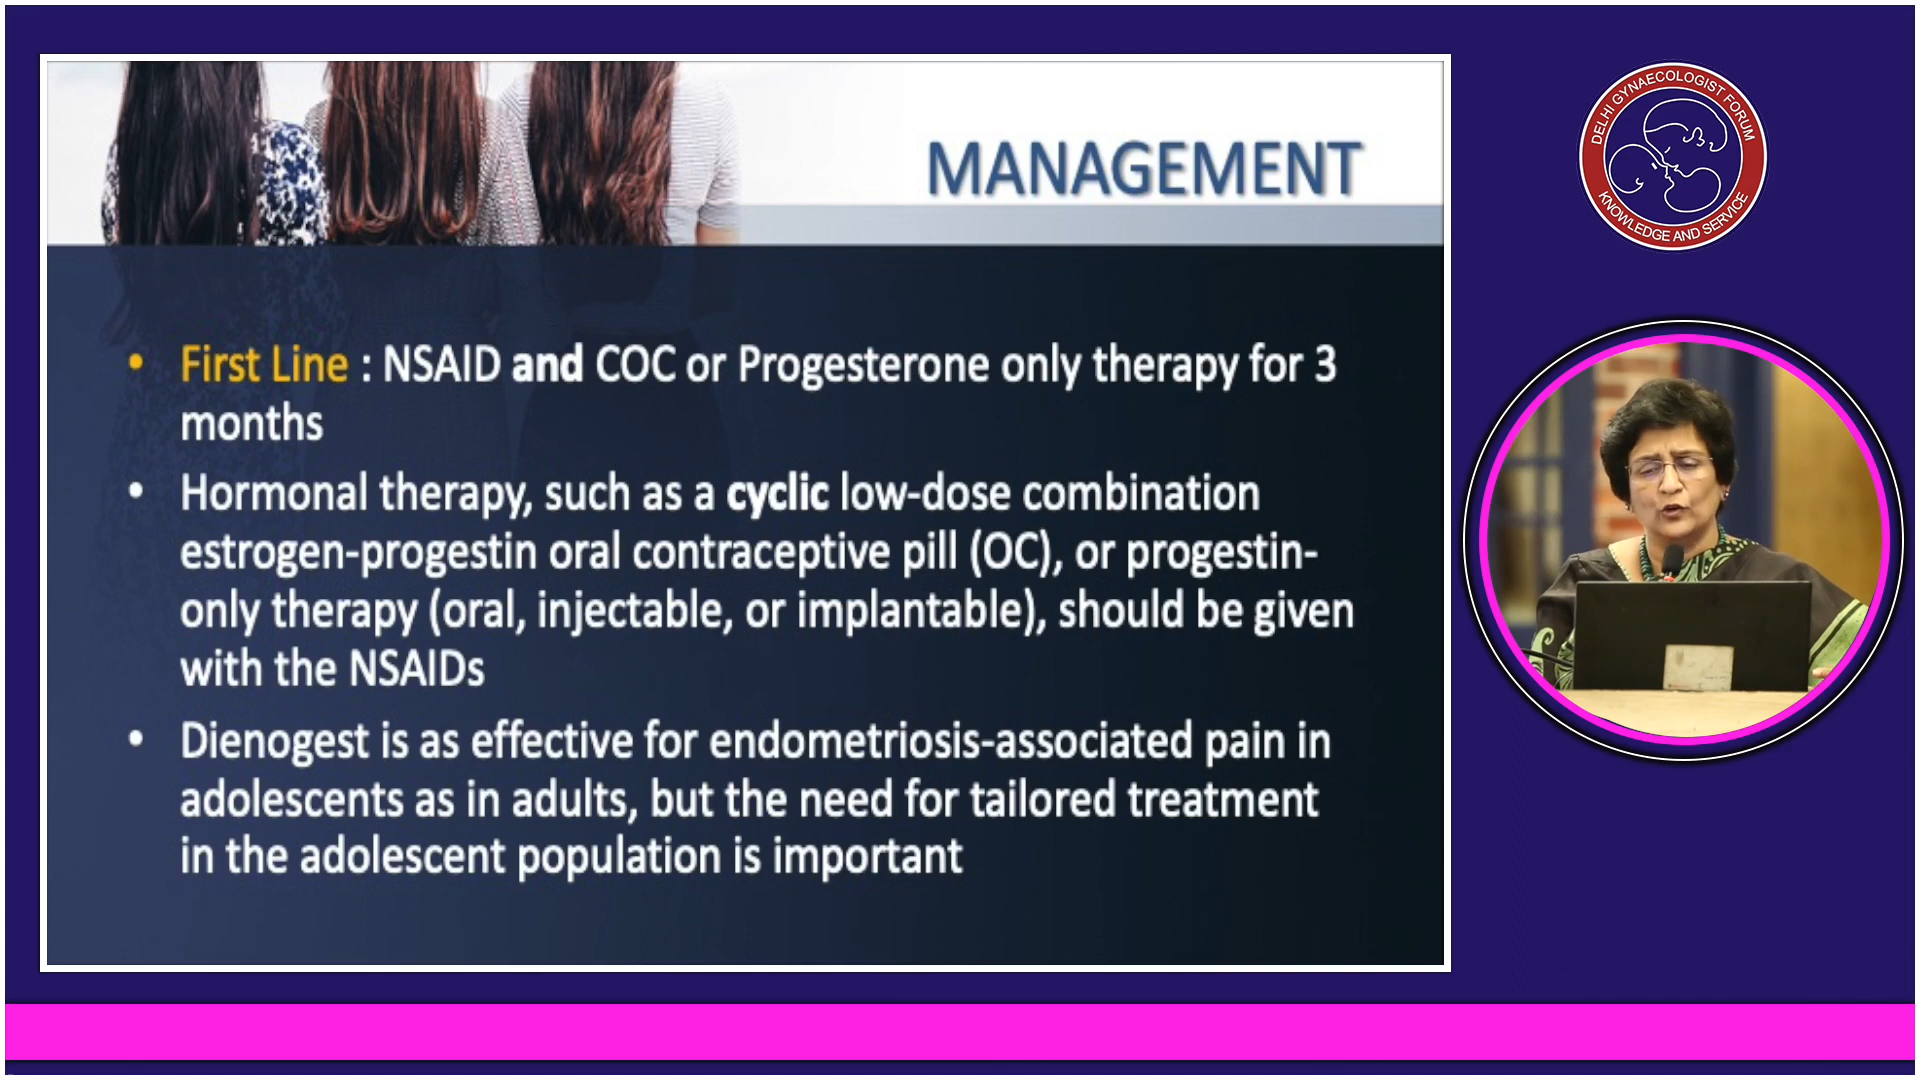 MANAGEMENT
• First Line : NSAID and COC or Progesterone only therapy for 3
months
• Hormonal therapy, such as a cyclic low-dose combination
estrogen-progestin oral contraceptive pill (OC), or progestin-
only therapy (oral, injectable, or implantable), should be given
with the NSAIDs
• Dienogest is as effective for endometriosis-associated pain in
adolescents as in adults, but the need for tailored treatment
in the adolescent population is important
DELHI GYNAECOLOGIST FORUM
KNOWLEDGE AND SERVICE